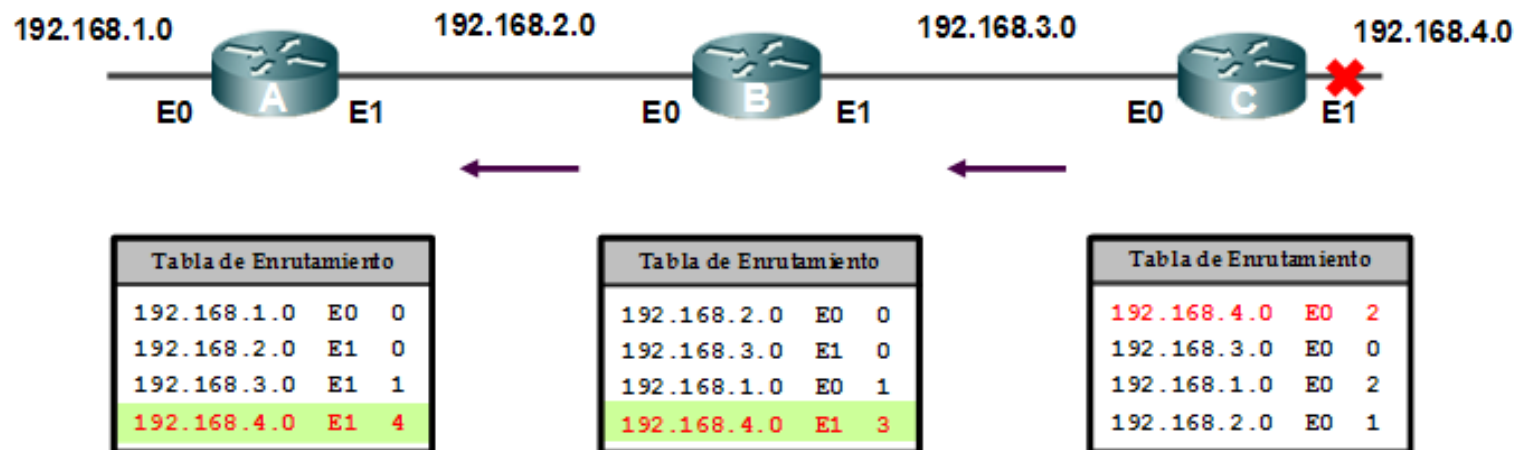 192.168.1.0
192.168.2.0
192.168.3.0
192.168.4.0
A
B
C
E0
E1
E0
E1
E0
E1
Tabla de Enrutamiento
192.168.1.0 E0 0
192.168.2.0 E1 0
192.168.3.0 E1 1
192.168.4.0 E1 4
Tabla de Enrutamiento
192.168.2.0 E0 0
192.168.3.0 E1 0
192.168.1.0 E0 1
192.168.4.0 E1 3
Tabla de Enrutamiento
192.168.4.0 E0 2
192.168.3.0 E0 0
192.168.1.0 E0 2
192.168.2.0 E0 1